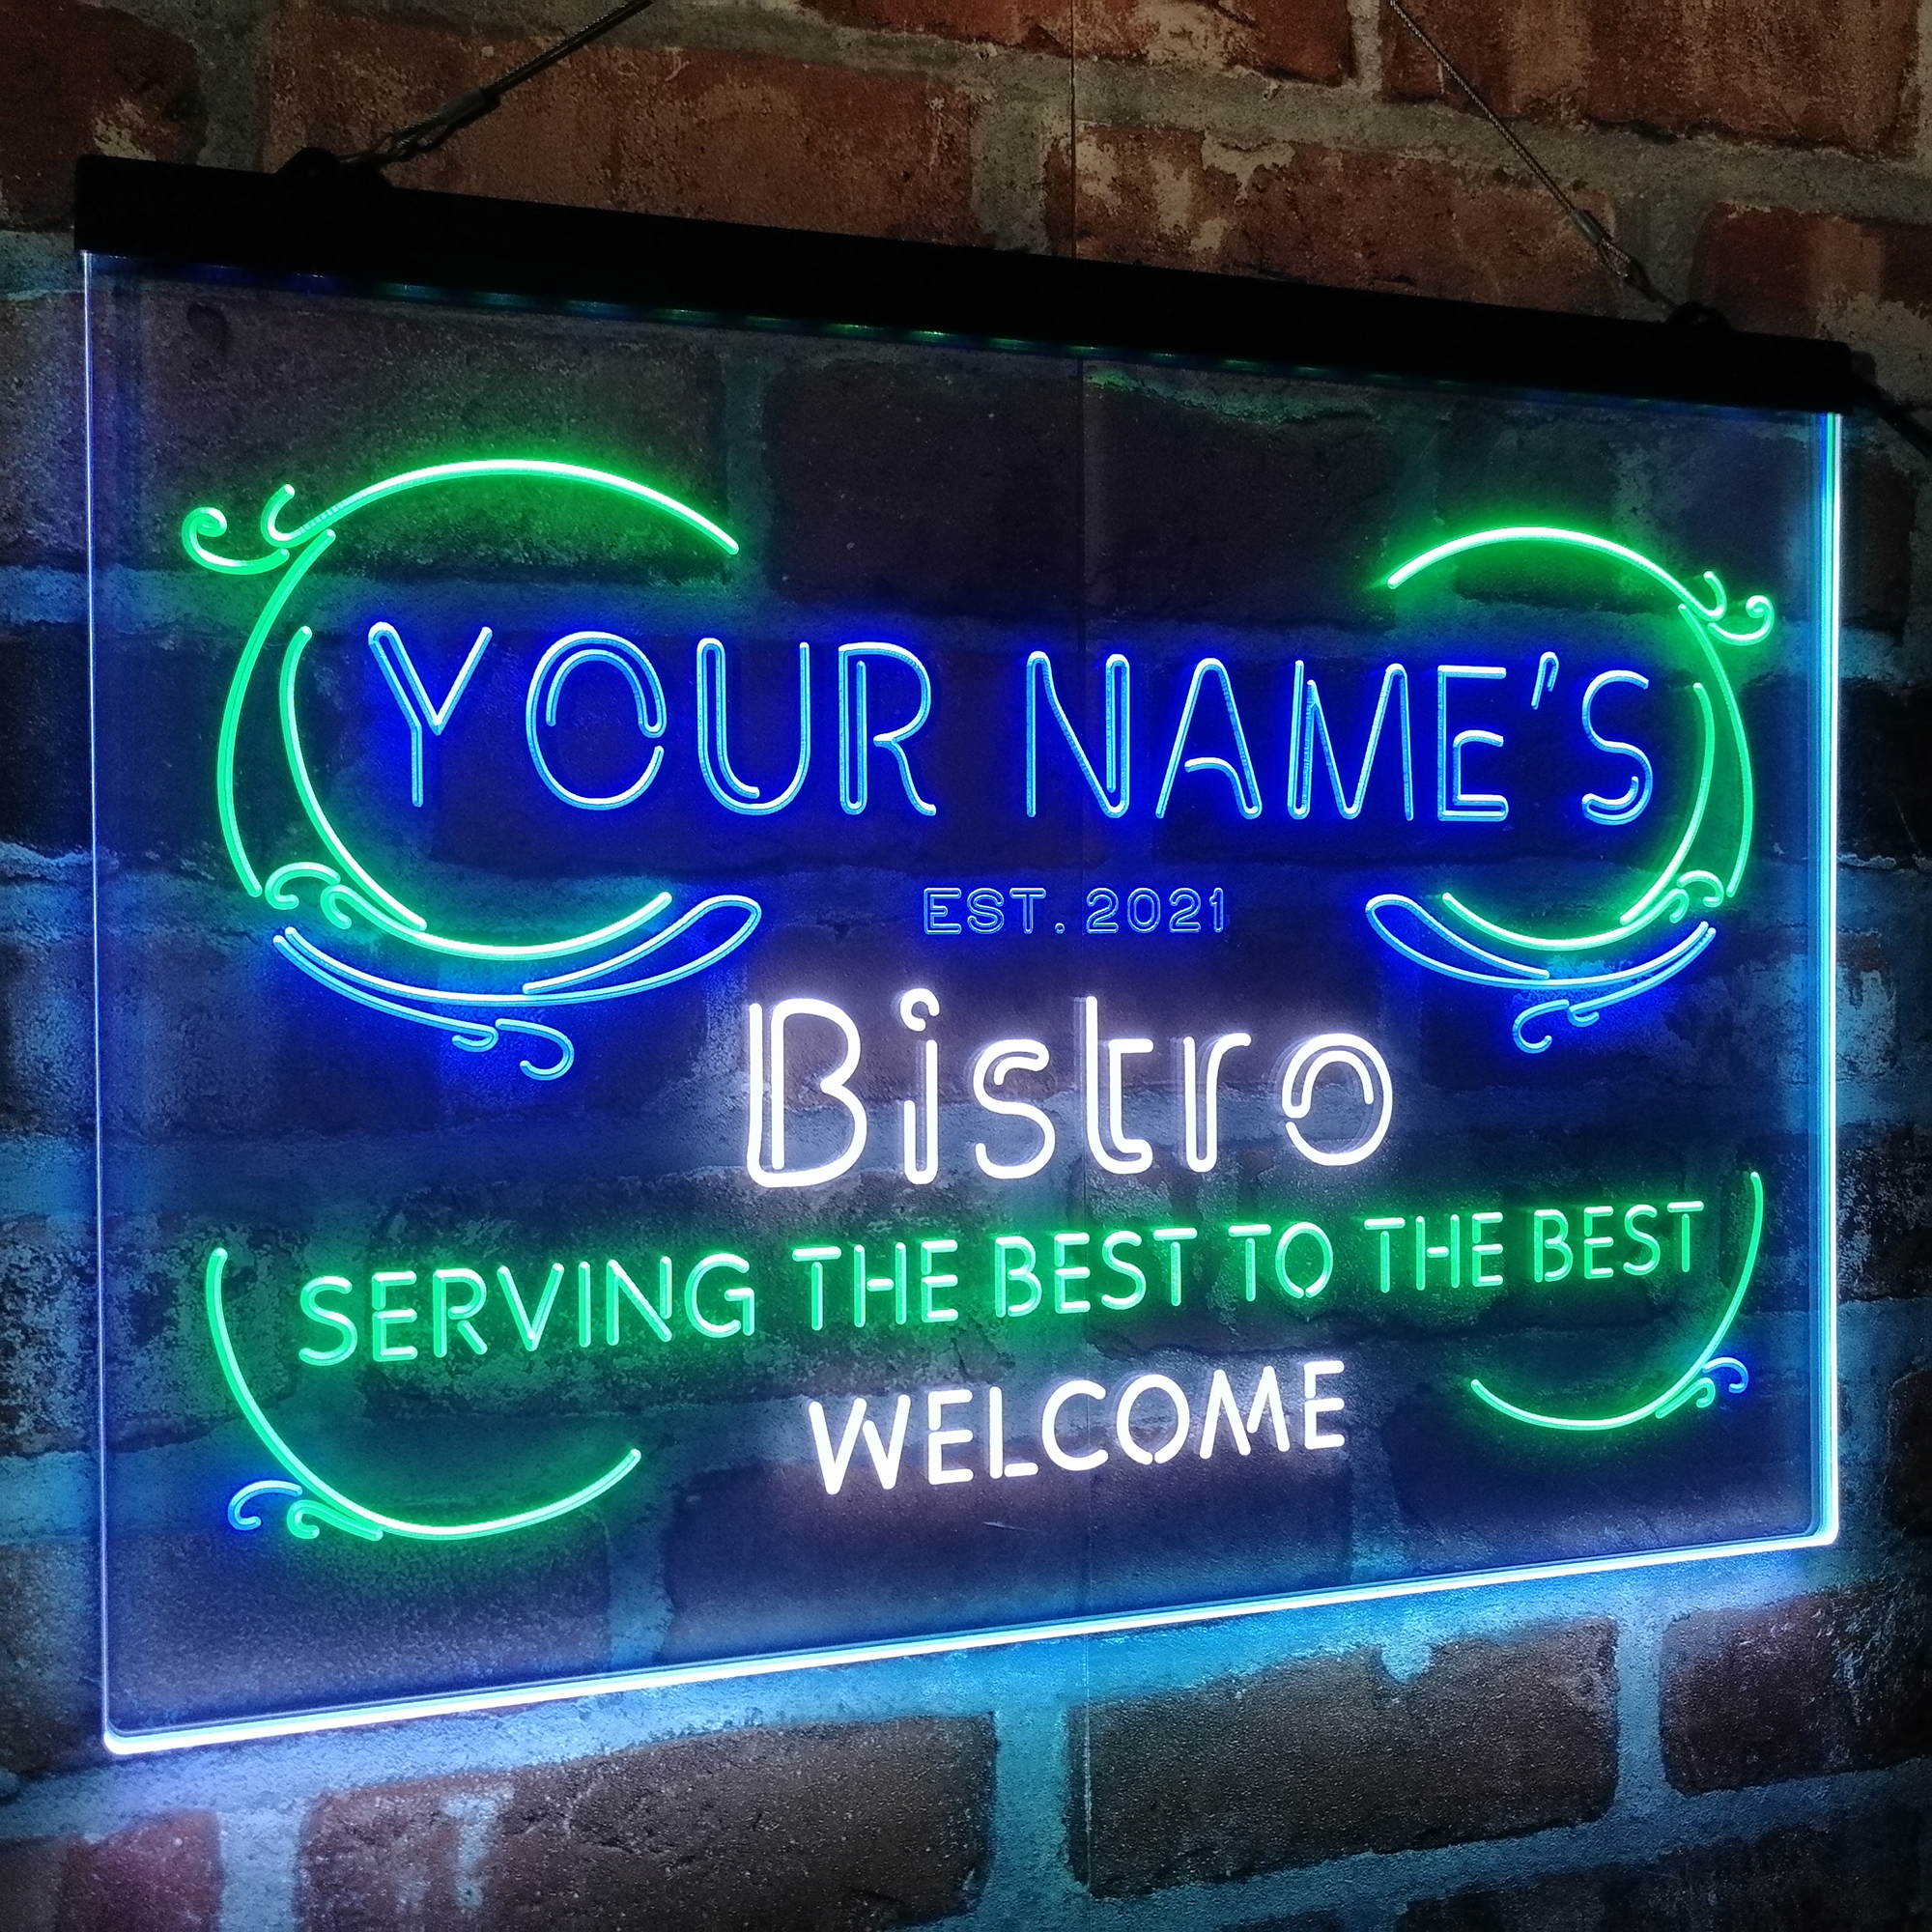 YOUR NAME'S
EST. 2021
Bistro
SERVING THE BEST TO THE BEST
WELCOME